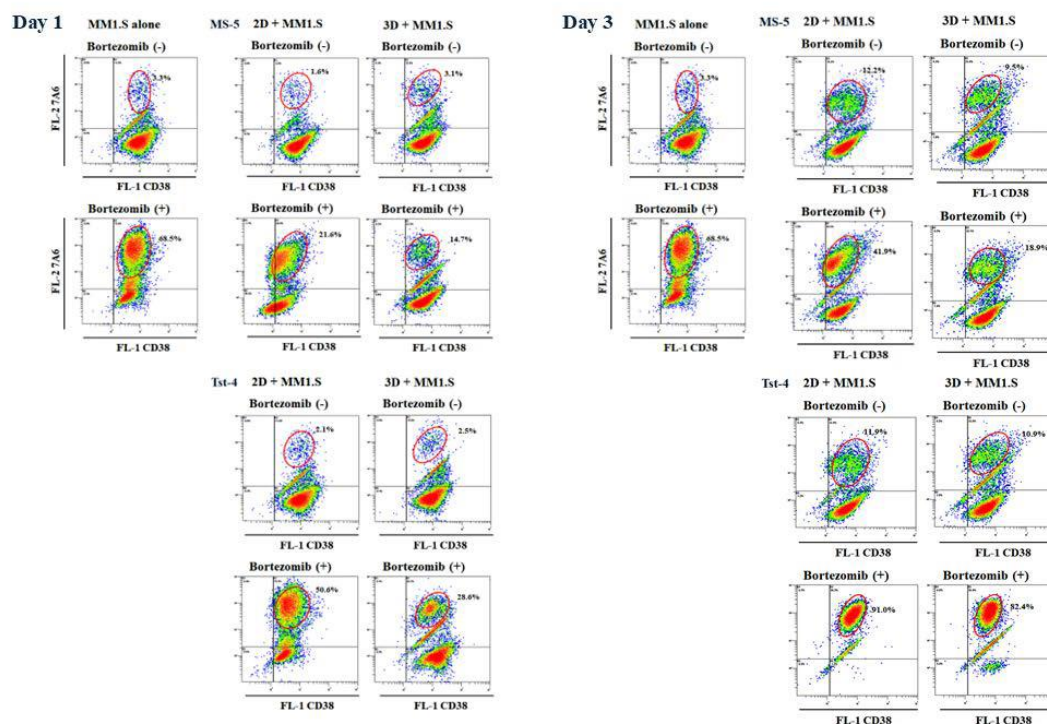 Day 1
MM1.S alone
MS-5 2D + MM1.S
3D + MM1.S
Bortezomib (-)
Bortezomib (-)
Bortezomib (-)
3.3%
1.6%
3.1%
FL-2 7A6
FL-1 CD38
FL-1 CD38
FL-1 CD38
Bortezomib (+)
Bortezomib (+)
Bortezomib (+)
68.5%
21.6%
14.7%
FL-2 7A6
FL-1 CD38
FL-1 CD38
FL-1 CD38
Tst-4 2D + MM1.S
3D + MM1.S
Bortezomib (-)
Bortezomib (-)
2.1%
2.5%
FL-1 CD38
FL-1 CD38
Bortezomib (+)
Bortezomib (+)
50.6%
28.6%
FL-1 CD38
FL-1 CD38
Day 3
MM1.S alone
MS-5 2D + MM1.S
3D + MM1.S
Bortezomib (-)
Bortezomib (-)
Bortezomib (-)
3.3%
12.2%
9.5%
FL-2 7A6
FL-1 CD38
FL-1 CD38
FL-1 CD38
Bortezomib (+)
Bortezomib (+)
Bortezomib (+)
68.5%
41.9%
18.9%
FL-2 7A6
FL-1 CD38
FL-1 CD38
FL-1 CD38
Tst-4 2D + MM1.S
3D + MM1.S
Bortezomib (-)
Bortezomib (-)
11.9%
10.9%
FL-1 CD38
FL-1 CD38
Bortezomib (+)
Bortezomib (+)
91.0%
82.4%
FL-1 CD38
FL-1 CD38